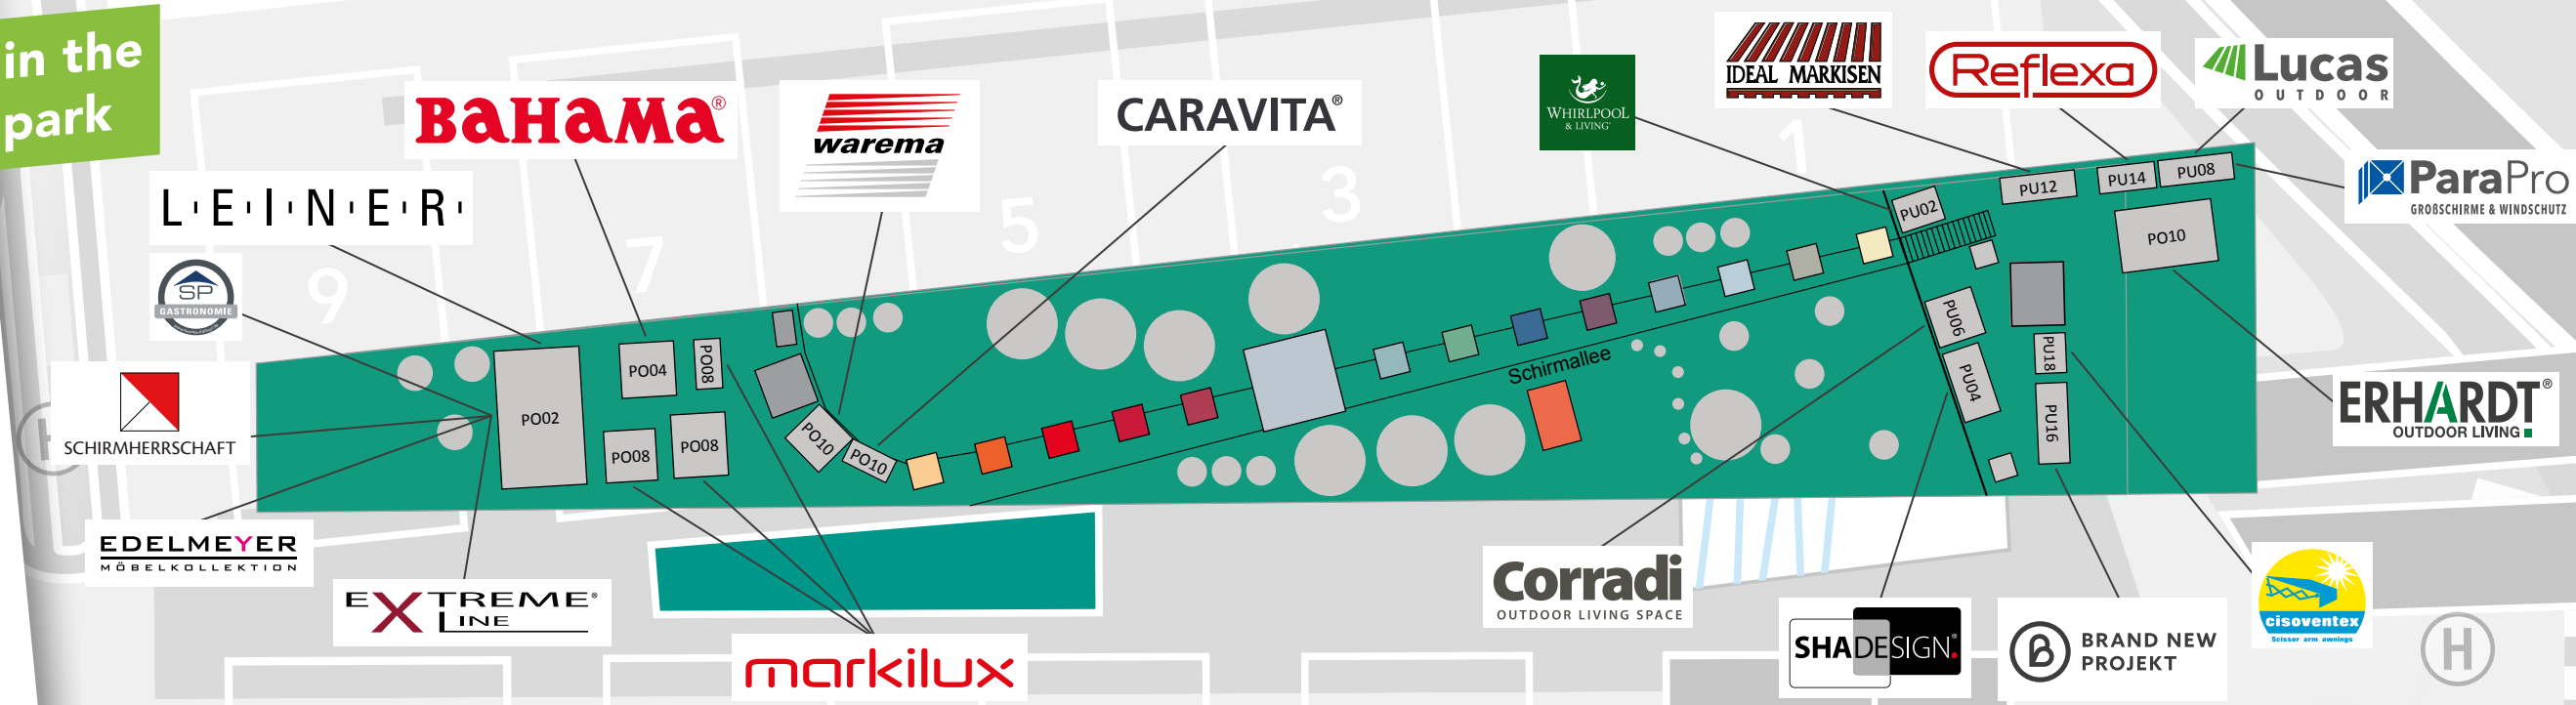 in the
park
BAHAMA®
warema
CARAVITA®
WHIRLPOOL
& LIVING
IDEAL MARKISEN
Reflexa
Lucas
OUTDOOR
ParaPro
GROßSCHIRME & WINDSCHUTZ
L·E·I·N·E·R·
SP
GASTRONOMIE
SCHIRMHERRSCHAFT
EDELMEYER
MÖBELKOLLEKTION
EXTREME®
LINE
markilux
9
7
5
3
1
PO02
PO04
PO08
PO08
PO08
PO10
PO10
Schirmallee
PU02
PU12
PU14
PU08
PO10
PU06
PU04
PU18
PU16
ERHARDT®
OUTDOOR LIVING
Corradi
OUTDOOR LIVING SPACE
SHADESIGN®
BRAND NEW
PROJEKT
cisoventex
Scissor arm awnings
H
H